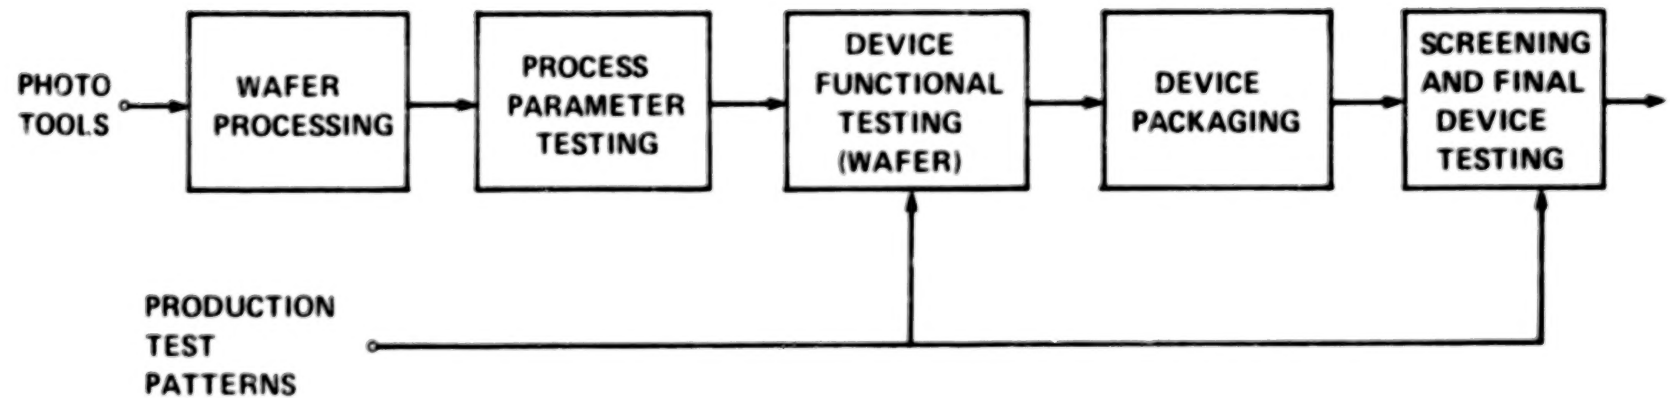 PHOTO
TOOLS
WAFER
PROCESSING
PROCESS
PARAMETER
TESTING
DEVICE
FUNCTIONAL
TESTING
(WAFER)
DEVICE
PACKAGING
SCREENING
AND FINAL
DEVICE
TESTING
PRODUCTION
TEST
PATTERNS